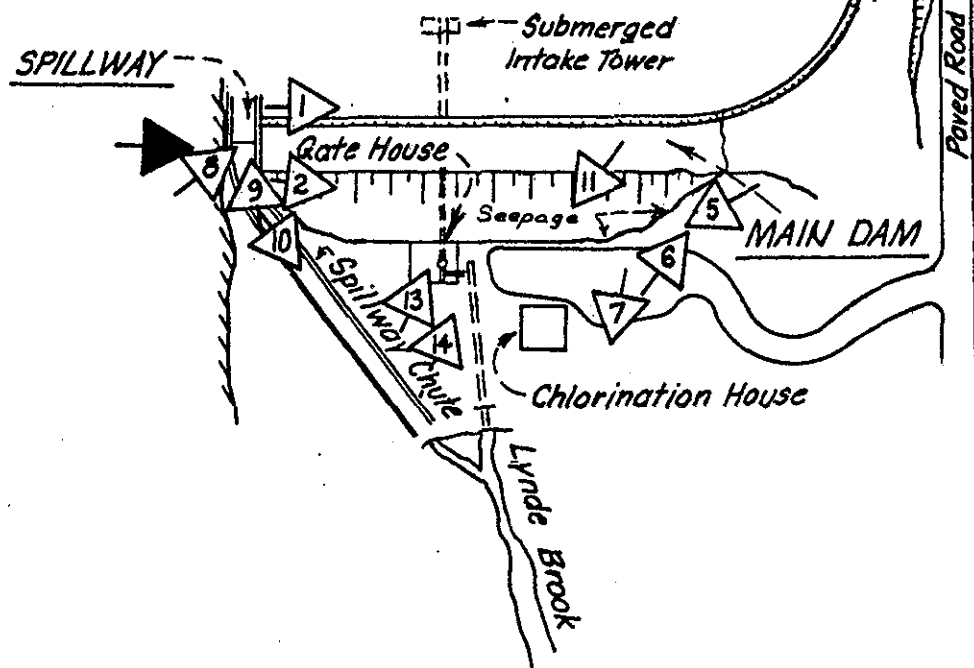 Submerged
Intake Tower
SPILLWAY
Paved Road
1
Gate House
8
9
2
11
5
Seepage
MAIN DAM
10
6
Spillway Chute
13
7
14
Chlorination House
Lynde Brook